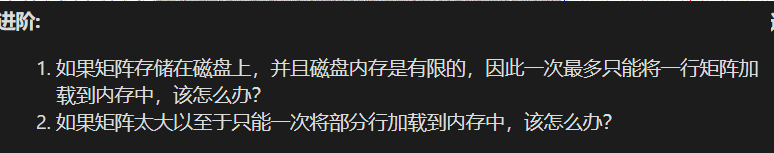 进阶:
1. 如果矩阵存储在磁盘上，并且磁盘内存是有限的，因此一次最多只能将一行矩阵加
载到内存中，该怎么办？
2. 如果矩阵太大以至于只能一次将部分行加载到内存中，该怎么办？